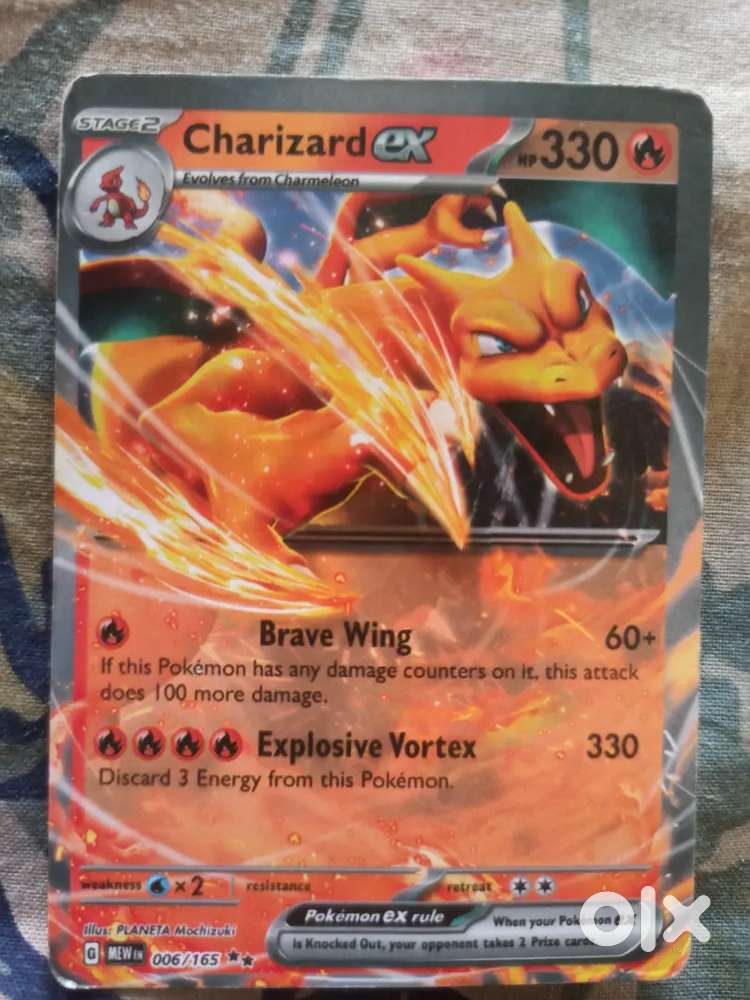 STAGE2 Charizard ex HP 330
Evolves from Charmeleon
Brave Wing 60+
If this Pokémon has any damage counters on it, this attack
does 100 more damage.
Explosive Vortex 330
Discard 3 Energy from this Pokémon.
weakness ×2 resistance retreat
Illus. PLANETA Mochizuki
Pokémon ex rule When your Pokémon ex
is Knocked Out, your opponent takes 2 Prize cards.
G MEW EN 006/165
olx